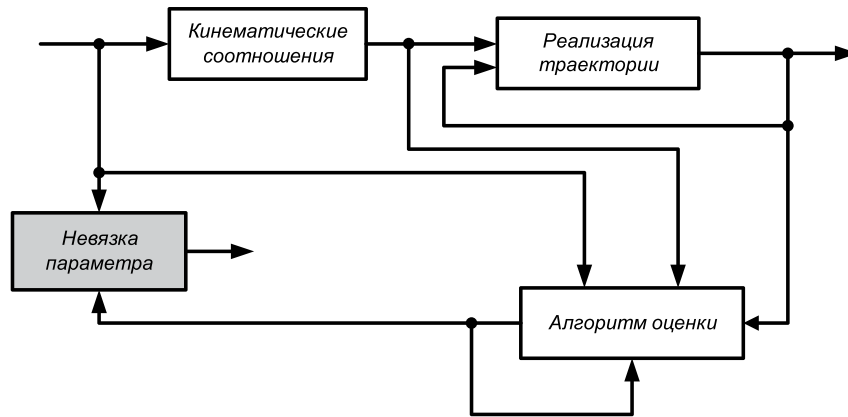 Кинематические
соотношения
Реализация
траектории
Невязка
параметра
Алгоритм оценки